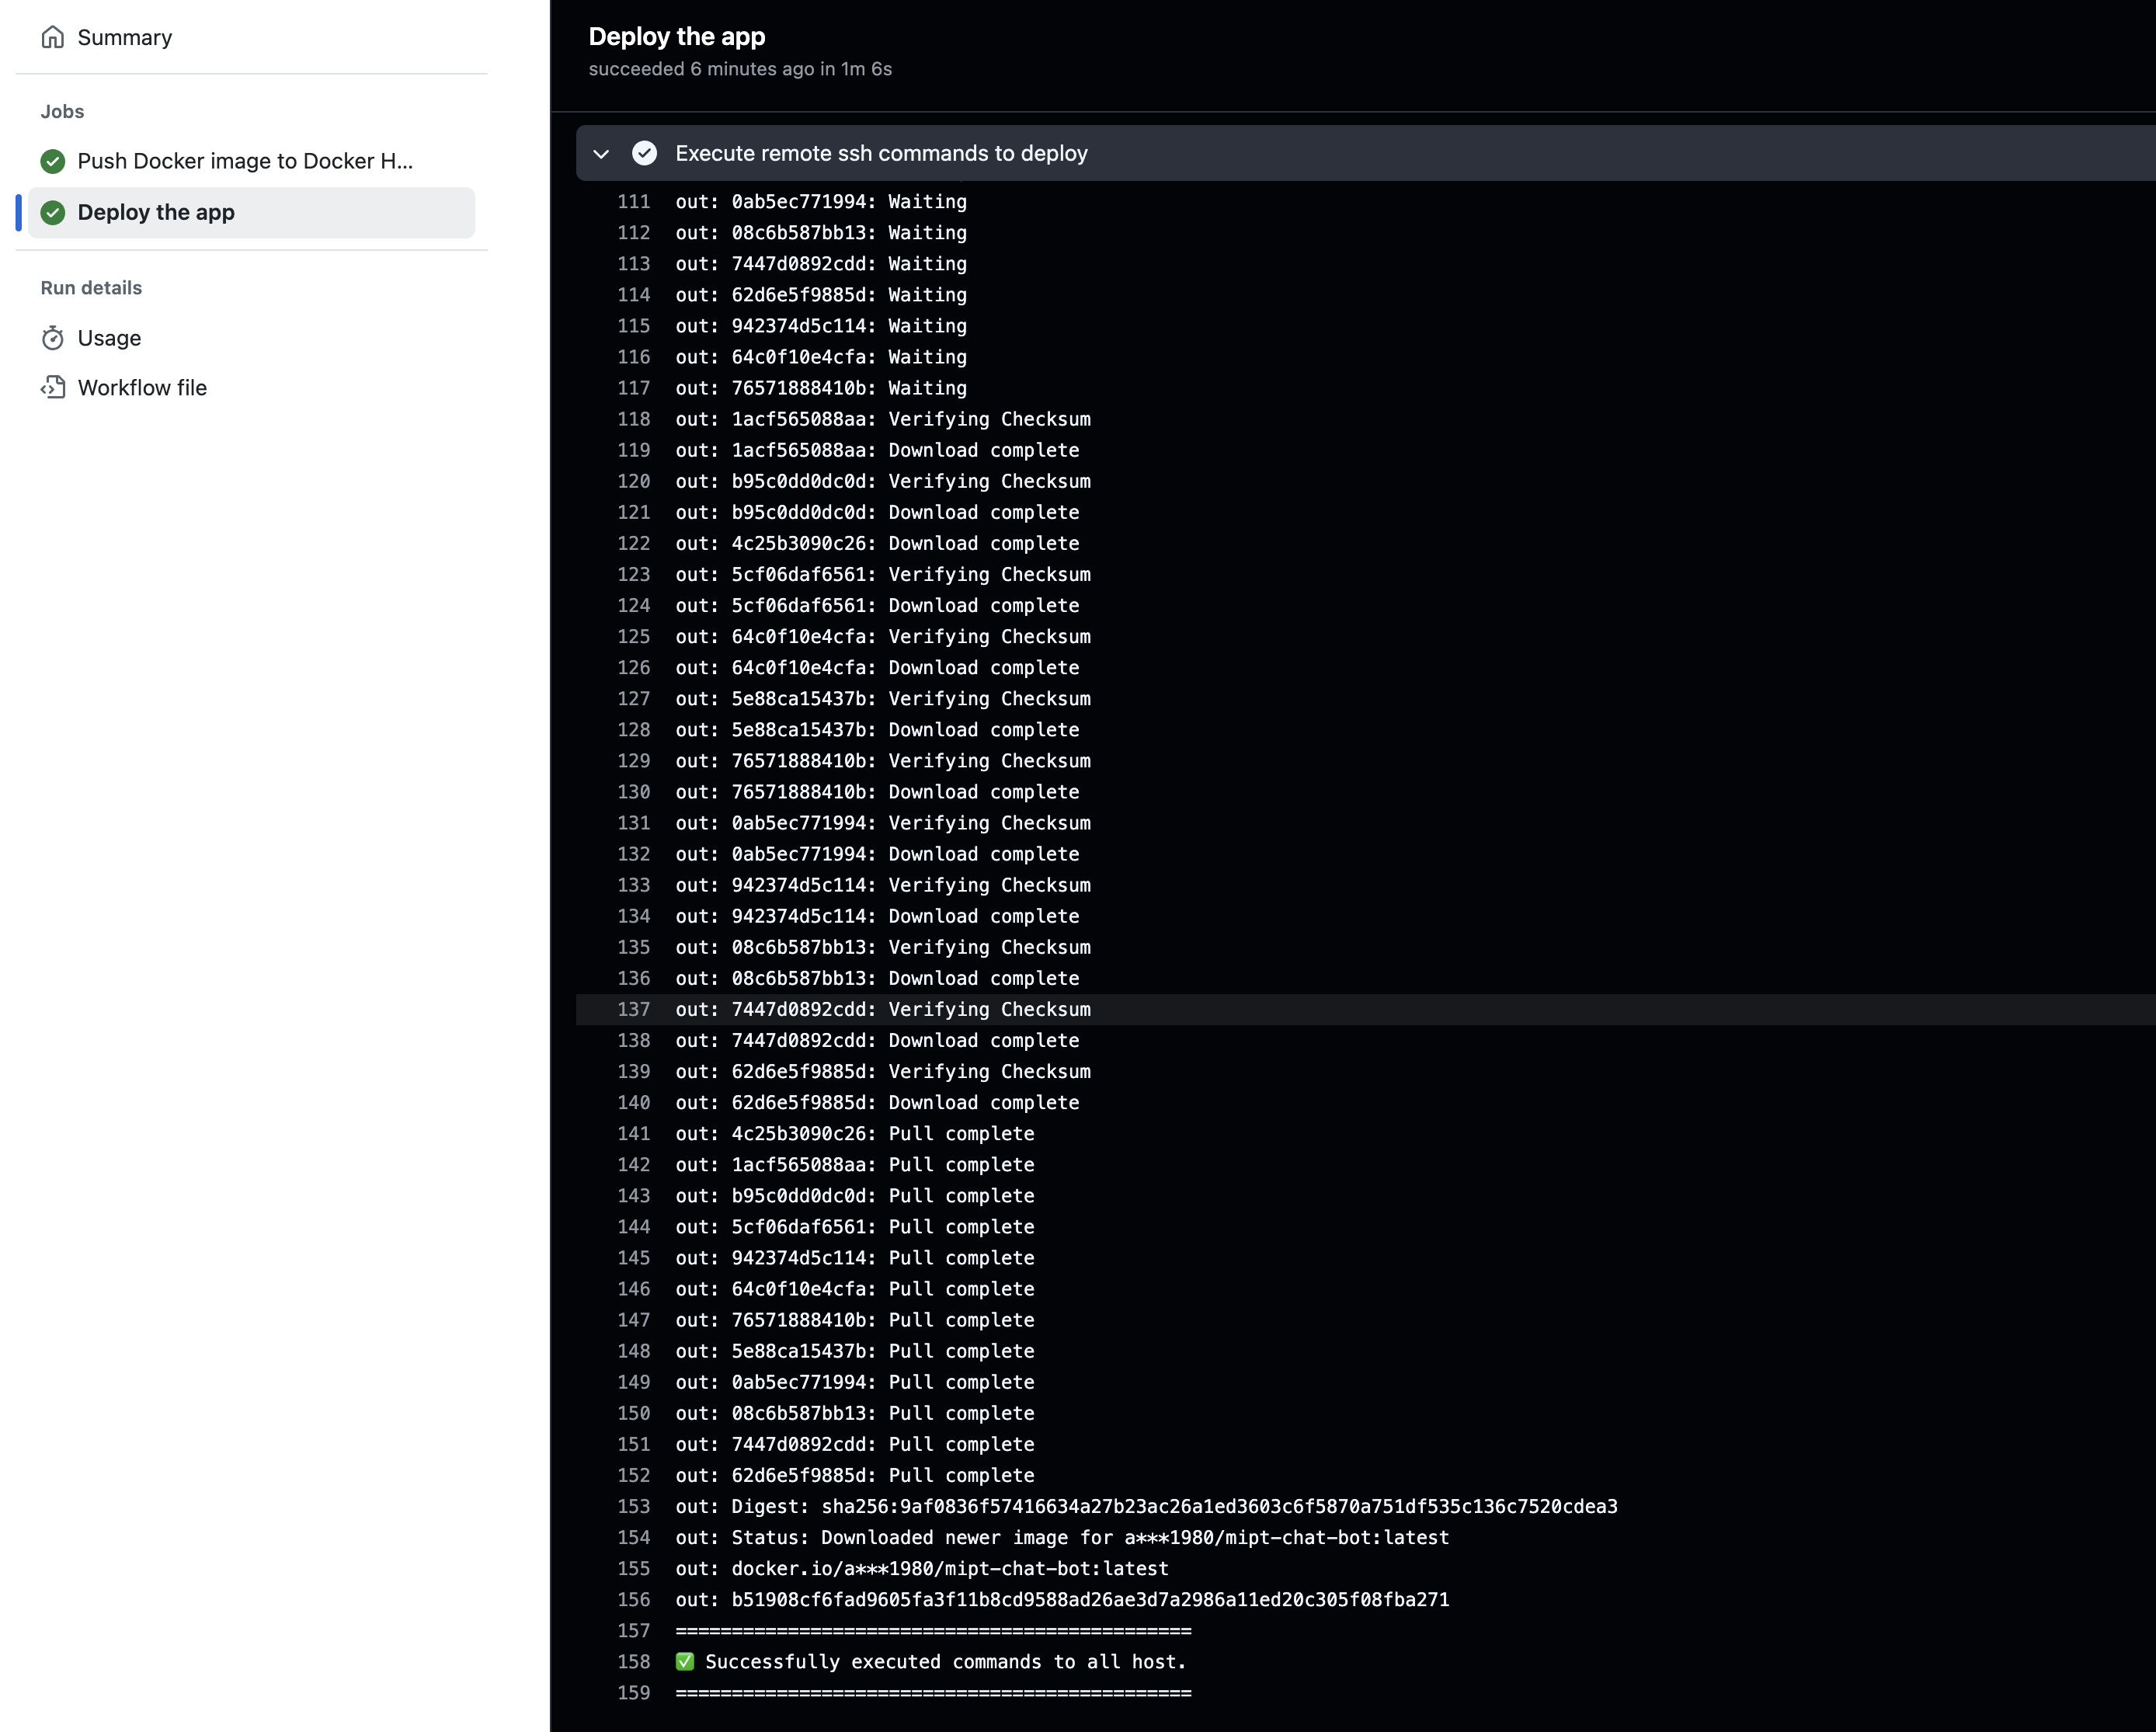 Summary
Jobs
Push Docker image to Docker H...
Deploy the app
Run details
Usage
Workflow file
Deploy the app
succeeded 6 minutes ago in 1m 6s
Execute remote ssh commands to deploy
111 out: 0ab5ec771994: Waiting
112 out: 08c6b587bb13: Waiting
113 out: 7447d0892cdd: Waiting
114 out: 62d6e5f9885d: Waiting
115 out: 942374d5c114: Waiting
116 out: 64c0f10e4cfa: Waiting
117 out: 76571888410b: Waiting
118 out: 1acf565088aa: Verifying Checksum
119 out: 1acf565088aa: Download complete
120 out: b95c0dd0dc0d: Verifying Checksum
121 out: b95c0dd0dc0d: Download complete
122 out: 4c25b3090c26: Download complete
123 out: 5cf06daf6561: Verifying Checksum
124 out: 5cf06daf6561: Download complete
125 out: 64c0f10e4cfa: Verifying Checksum
126 out: 64c0f10e4cfa: Download complete
127 out: 5e88ca15437b: Verifying Checksum
128 out: 5e88ca15437b: Download complete
129 out: 76571888410b: Verifying Checksum
130 out: 76571888410b: Download complete
131 out: 0ab5ec771994: Verifying Checksum
132 out: 0ab5ec771994: Download complete
133 out: 942374d5c114: Verifying Checksum
134 out: 942374d5c114: Download complete
135 out: 08c6b587bb13: Verifying Checksum
136 out: 08c6b587bb13: Download complete
137 out: 7447d0892cdd: Verifying Checksum
138 out: 7447d0892cdd: Download complete
139 out: 62d6e5f9885d: Verifying Checksum
140 out: 62d6e5f9885d: Download complete
141 out: 4c25b3090c26: Pull complete
142 out: 1acf565088aa: Pull complete
143 out: b95c0dd0dc0d: Pull complete
144 out: 5cf06daf6561: Pull complete
145 out: 942374d5c114: Pull complete
146 out: 64c0f10e4cfa: Pull complete
147 out: 76571888410b: Pull complete
148 out: 5e88ca15437b: Pull complete
149 out: 0ab5ec771994: Pull complete
150 out: 08c6b587bb13: Pull complete
151 out: 7447d0892cdd: Pull complete
152 out: 62d6e5f9885d: Pull complete
153 out: Digest: sha256:9af0836f57416634a27b23ac26a1ed3603c6f5870a751df535c136c7520cdea3
154 out: Status: Downloaded newer image for a***1980/mipt-chat-bot:latest
155 out: docker.io/a***1980/mipt-chat-bot:latest
156 out: b51908cf6fad9605fa3f11b8cd9588ad26ae3d7a2986a11ed20c305f08fba271
157 ==============================================
158 ✅ Successfully executed commands to all host.
159 ==============================================